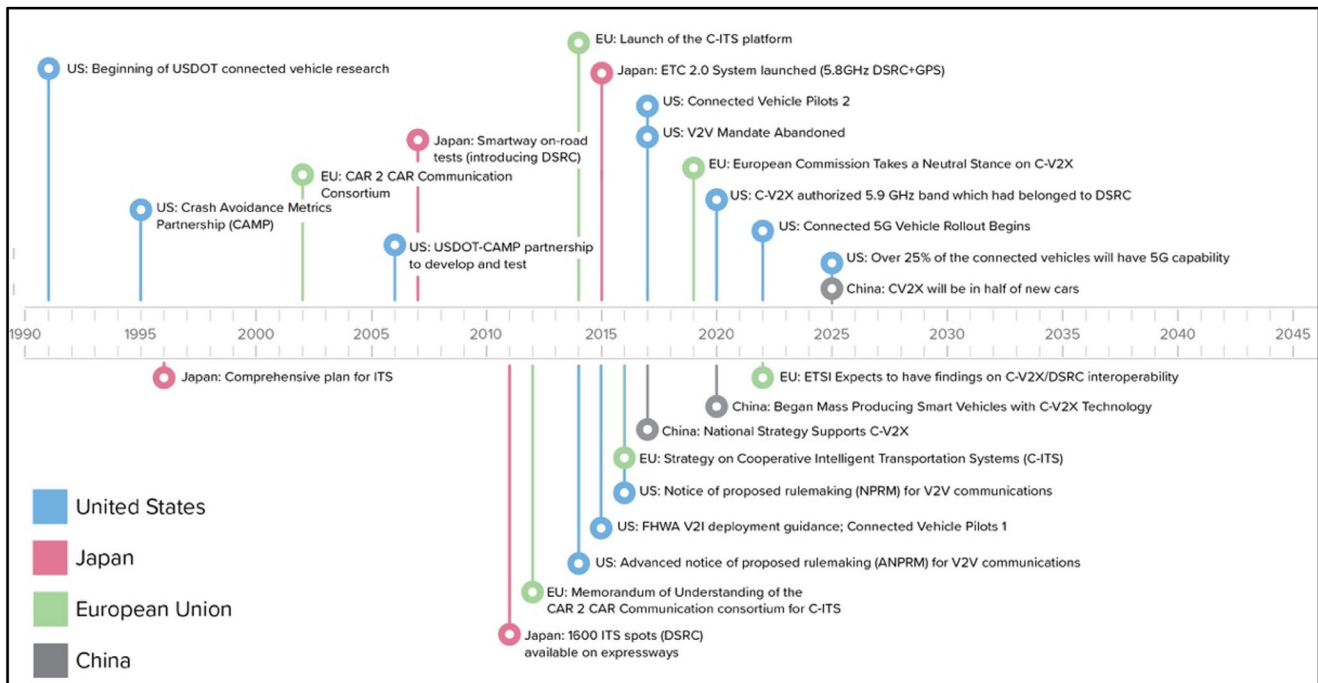 EU: Launch of the C-ITS platform
US: Beginning of USDOT connected vehicle research
Japan: ETC 2.0 System launched (5.8GHz DSRC+GPS)
US: Connected Vehicle Pilots 2
US: V2V Mandate Abandoned
Japan: Smartway on-road
tests (introducing DSRC)
EU: European Commission Takes a Neutral Stance on C-V2X
EU: CAR 2 CAR Communication
Consortium
US: C-V2X authorized 5.9 GHz band which had belonged to DSRC
US: Crash Avoidance Metrics
Partnership (CAMP)
US: Connected 5G Vehicle Rollout Begins
US: USDOT-CAMP partnership
to develop and test
US: Over 25% of the connected vehicles will have 5G capability
China: CV2X will be in half of new cars
1990 1995 2000 2005 2010 2015 2020 2025 2030 2035 2040 2045
Japan: Comprehensive plan for ITS
EU: ETSI Expects to have findings on C-V2X/DSRC interoperability
China: Began Mass Producing Smart Vehicles with C-V2X Technology
China: National Strategy Supports C-V2X
EU: Strategy on Cooperative Intelligent Transportation Systems (C-ITS)
US: Notice of proposed rulemaking (NPRM) for V2V communications
US: FHWA V2I deployment guidance; Connected Vehicle Pilots 1
US: Advanced notice of proposed rulemaking (ANPRM) for V2V communications
EU: Memorandum of Understanding of the
CAR 2 CAR Communication consortium for C-ITS
Japan: 1600 ITS spots (DSRC)
available on expressways
United States
Japan
European Union
China